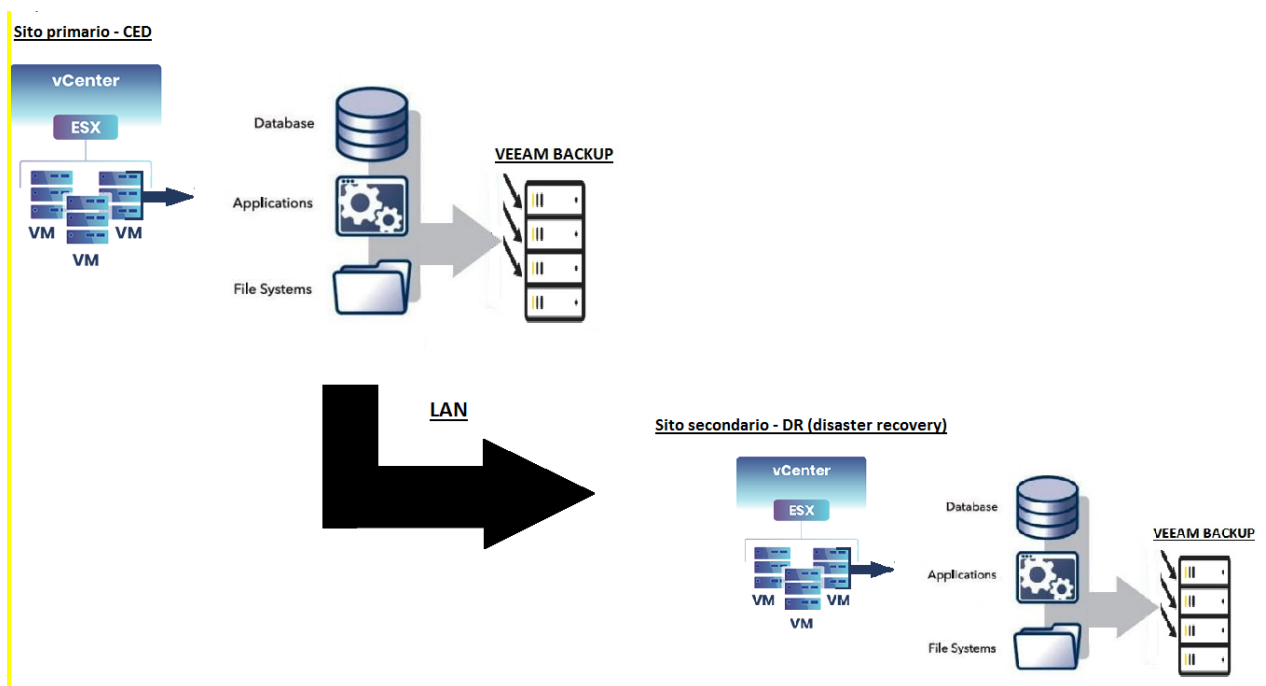 Sito primario - CED
vCenter
ESX
VM
VM
VM
Database
Applications
File Systems
VEEAM BACKUP
LAN
Sito secondario - DR (disaster recovery)
vCenter
ESX
VM
VM
VM
Database
Applications
File Systems
VEEAM BACKUP